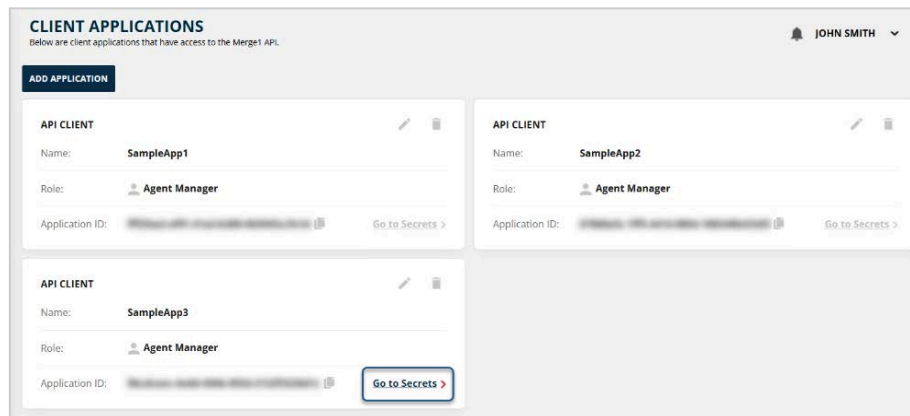 CLIENT APPLICATIONS
Below are client applications that have access to the Merge1 API.
JOHN SMITH
ADD APPLICATION
API CLIENT
Name: SampleApp1
Role: Agent Manager
Application ID: Go to Secrets >
API CLIENT
Name: SampleApp2
Role: Agent Manager
Application ID: Go to Secrets >
API CLIENT
Name: SampleApp3
Role: Agent Manager
Application ID: Go to Secrets >